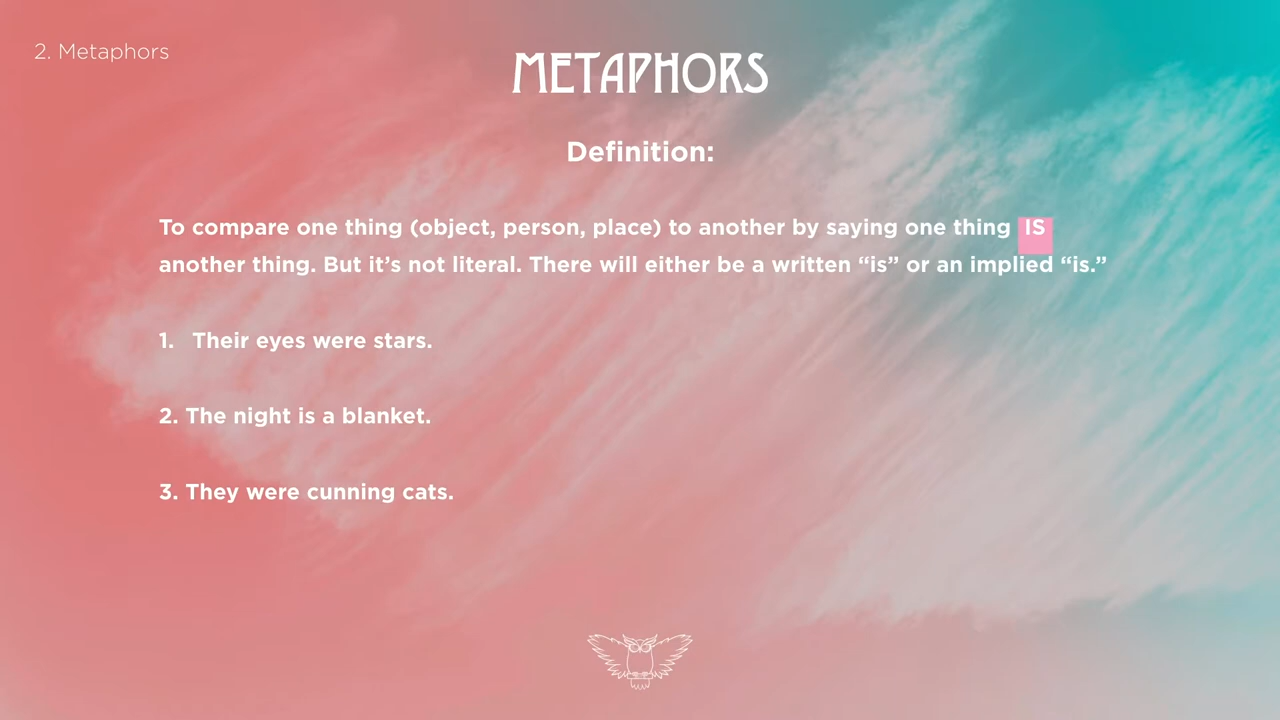 2. Metaphors
METAPHORS
Definition:
To compare one thing (object, person, place) to another by saying one thing IS
another thing. But it’s not literal. There will either be a written “is” or an implied “is.”
1. Their eyes were stars.
2. The night is a blanket.
3. They were cunning cats.